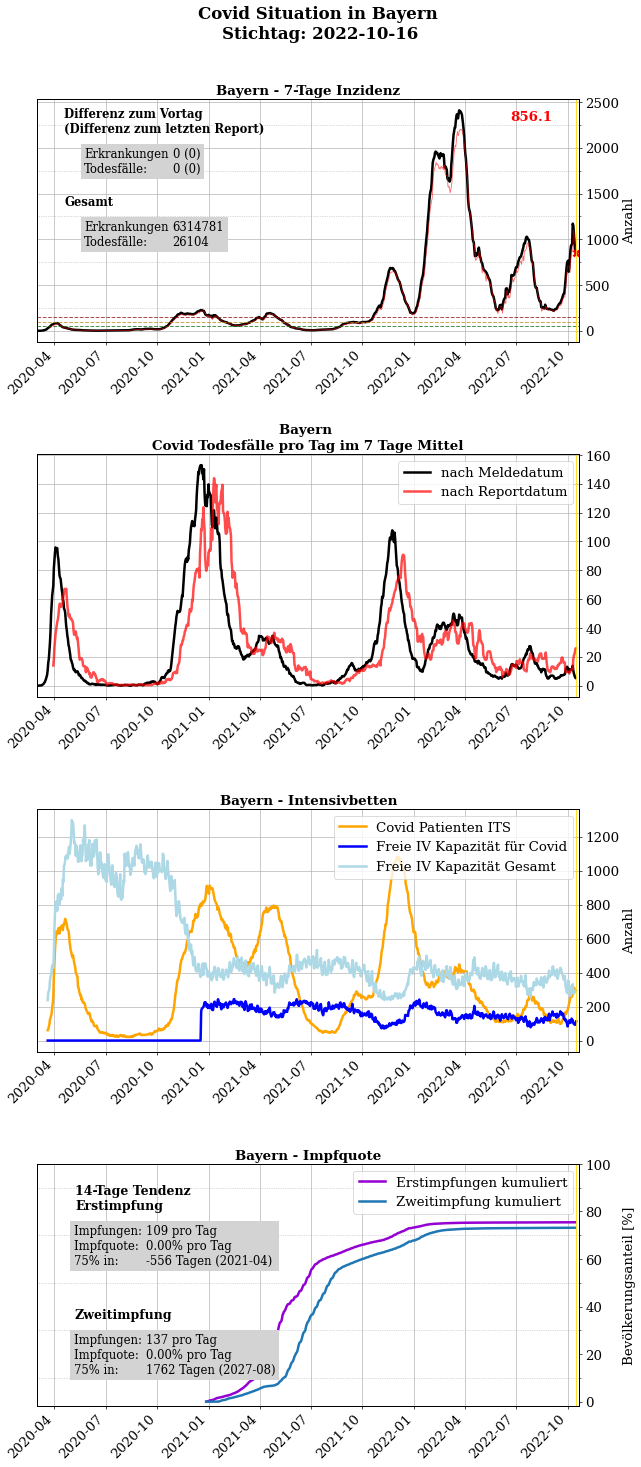 Covid Situation in Bayern
Stichtag: 2022-10-16
Bayern - 7-Tage Inzidenz
Differenz zum Vortag
(Differenz zum letzten Report)
Erkrankungen 0 (0)
Todesfälle: 0 (0)
Gesamt
Erkrankungen 6314781
Todesfälle: 26104
856.1
2500
2000
1500
1000
500
0
Anzahl
2020-04
2020-07
2020-10
2021-01
2021-04
2021-07
2021-10
2022-01
2022-04
2022-07
2022-10
Bayern
Covid Todesfälle pro Tag im 7 Tage Mittel
nach Meldedatum
nach Reportdatum
160
140
120
100
80
60
40
20
0
2020-04
2020-07
2020-10
2021-01
2021-04
2021-07
2021-10
2022-01
2022-04
2022-07
2022-10
Bayern - Intensivbetten
Covid Patienten ITS
Freie IV Kapazität für Covid
Freie IV Kapazität Gesamt
1200
1000
800
600
400
200
0
Anzahl
2020-04
2020-07
2020-10
2021-01
2021-04
2021-07
2021-10
2022-01
2022-04
2022-07
2022-10
Bayern - Impfquote
14-Tage Tendenz
Erstimpfung
Impfungen: 109 pro Tag
Impfquote: 0.00% pro Tag
75% in: -556 Tagen (2021-04)
Zweitimpfung
Impfungen: 137 pro Tag
Impfquote: 0.00% pro Tag
75% in: 1762 Tagen (2027-08)
Erstimpfungen kumuliert
Zweitimpfung kumuliert
100
80
60
40
20
0
Bevölkerungsanteil [%]
2020-04
2020-07
2020-10
2021-01
2021-04
2021-07
2021-10
2022-01
2022-04
2022-07
2022-10